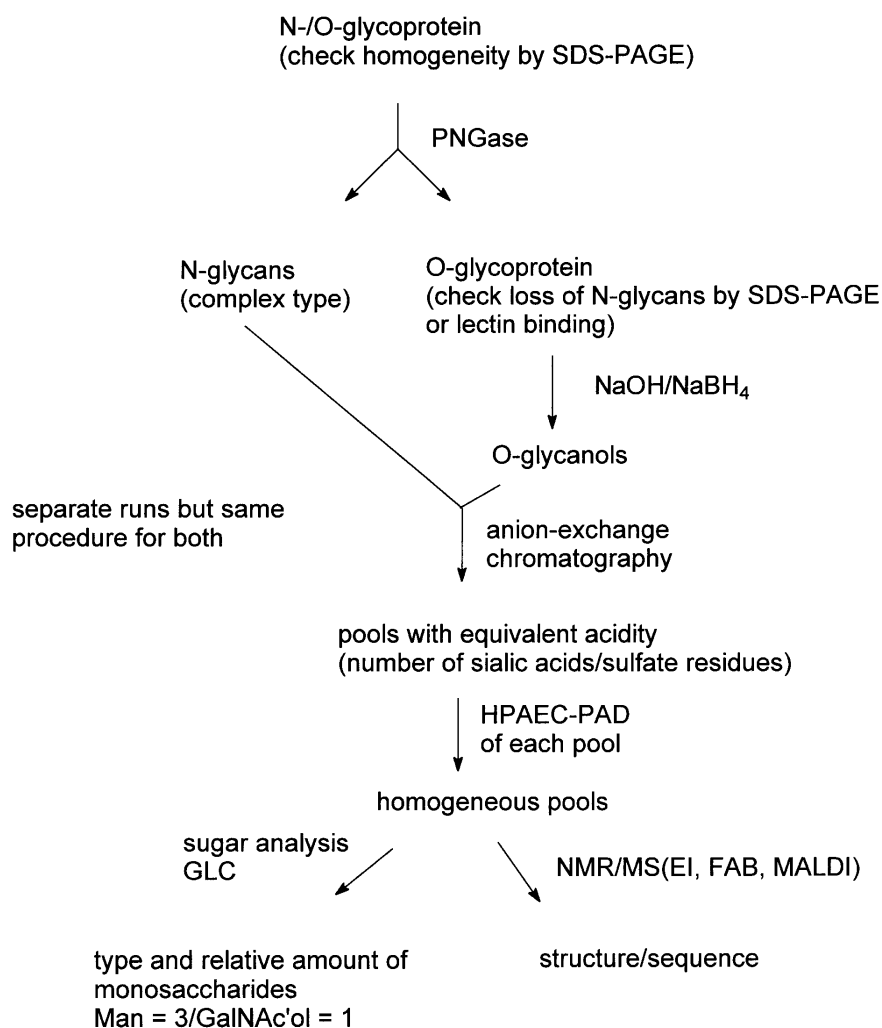 N-/O-glycoprotein
(check homogeneity by SDS-PAGE)
PNGase
N-glycans
(complex type)
O-glycoprotein
(check loss of N-glycans by SDS-PAGE
or lectin binding)
NaOH/NaBH₄
O-glycanols
separate runs but same
procedure for both
anion-exchange
chromatography
pools with equivalent acidity
(number of sialic acids/sulfate residues)
HPAEC-PAD
of each pool
homogeneous pools
sugar analysis
GLC
NMR/MS(EI, FAB, MALDI)
type and relative amount of
monosaccharides
Man = 3/GalNAc'ol = 1
structure/sequence